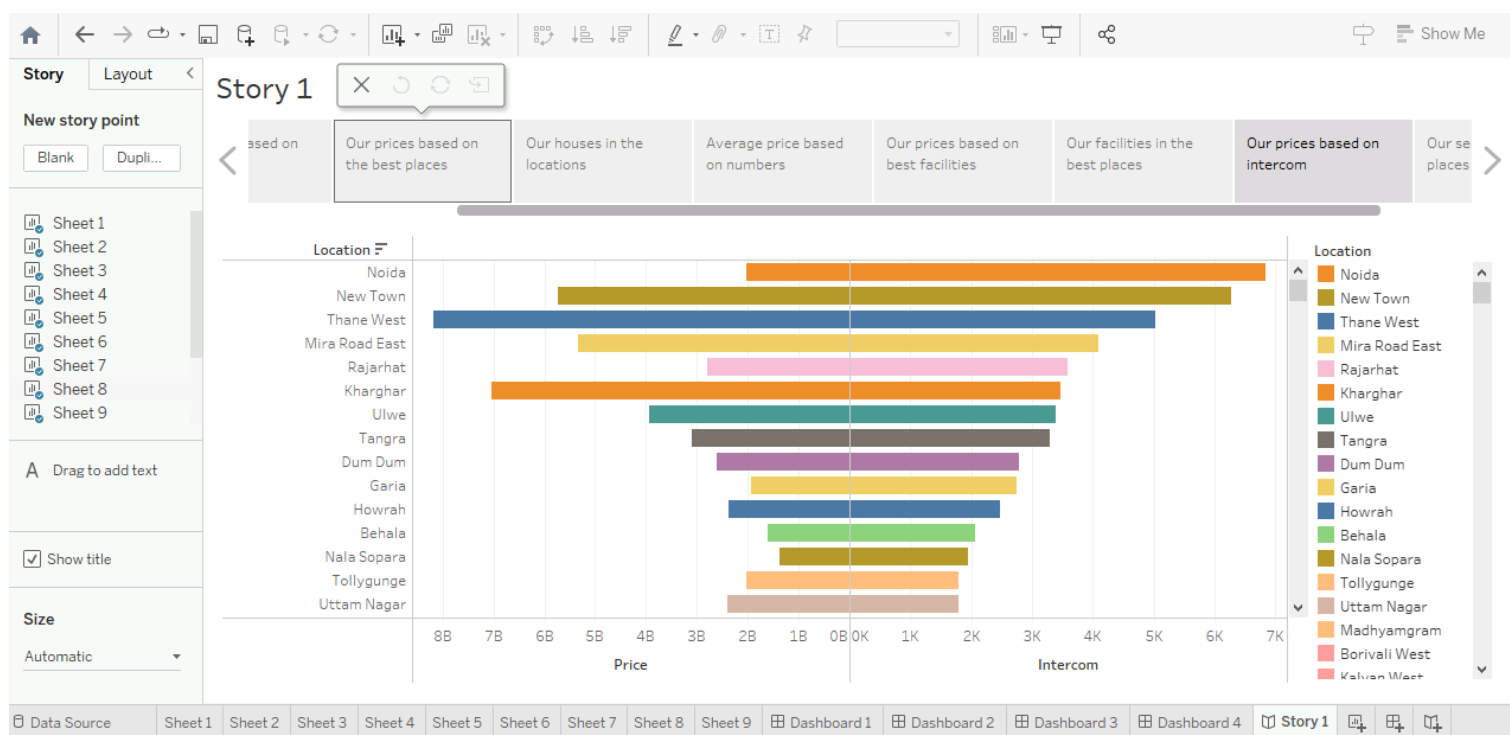 Show Me
Story
Layout
New story point
Blank
Dupli...
Sheet 1
Sheet 2
Sheet 3
Sheet 4
Sheet 5
Sheet 6
Sheet 7
Sheet 8
Sheet 9
A Drag to add text
Show title
Size
Automatic
Story 1
ased on
Our prices based on
the best places
Our houses in the
locations
Average price based
on numbers
Our prices based on
best facilities
Our facilities in the
best places
Our prices based on
intercom
Our se
places
Location
Noida
New Town
Thane West
Mira Road East
Rajarhat
Kharghar
Ulwe
Tangra
Dum Dum
Garia
Howrah
Behala
Nala Sopara
Tollygunge
Uttam Nagar
8B 7B 6B 5B 4B 3B 2B 1B 0B 0K 1K 2K 3K 4K 5K 6K 7K
Price Intercom
Location
Noida
New Town
Thane West
Mira Road East
Rajarhat
Kharghar
Ulwe
Tangra
Dum Dum
Garia
Howrah
Behala
Nala Sopara
Tollygunge
Uttam Nagar
Madhyamgram
Borivali West
Kalyan West
Data Source Sheet 1 Sheet 2 Sheet 3 Sheet 4 Sheet 5 Sheet 6 Sheet 7 Sheet 8 Sheet 9 Dashboard 1 Dashboard 2 Dashboard 3 Dashboard 4 Story 1